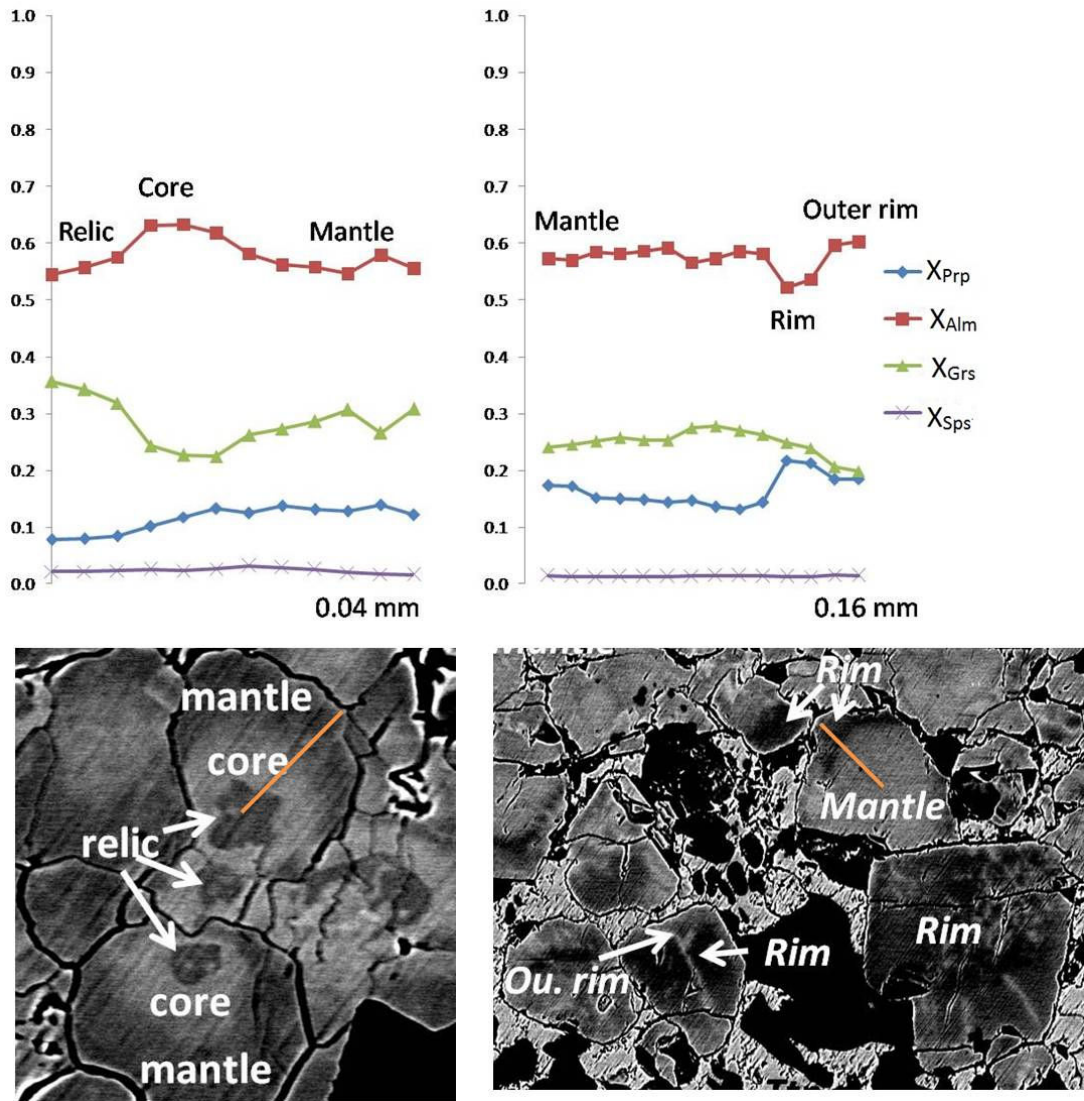 1.0
0.9
0.8
0.7
0.6
0.5
0.4
0.3
0.2
0.1
0.0
Core
Relic
Mantle
0.04 mm
1.0
0.9
0.8
0.7
0.6
0.5
0.4
0.3
0.2
0.1
0.0
Mantle
Outer rim
Rim
0.16 mm
XPrp
XAlm
XGrs
XSps
mantle
core
relic
core
mantle
Mantle
Rim
Mantle
Rim
Rim
Ou. rim